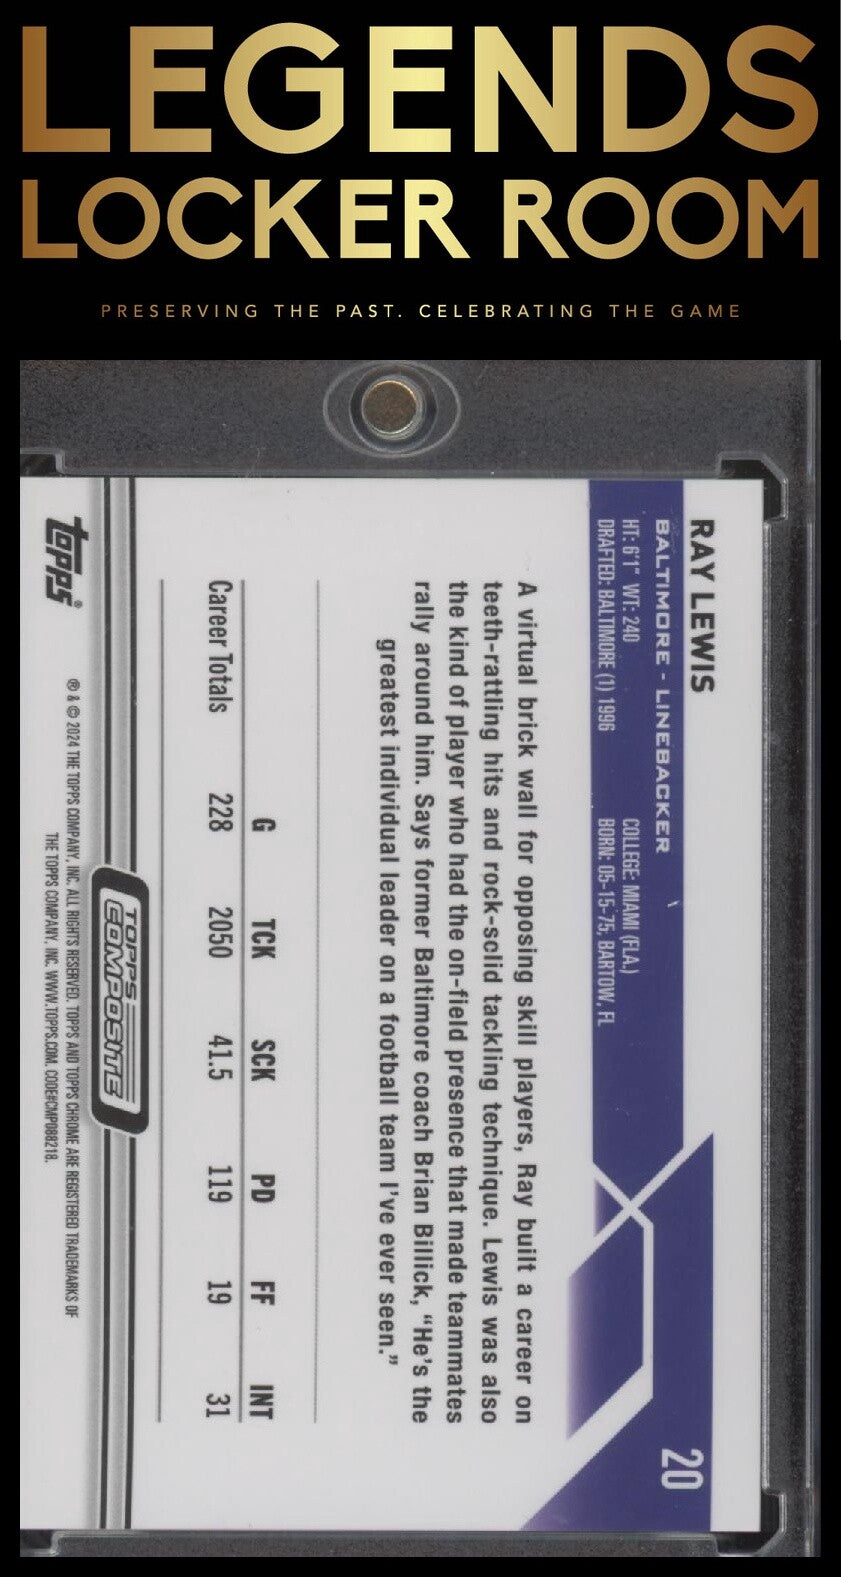 LEGENDS
LOCKER ROOM
PRESERVING THE PAST. CELEBRATING THE GAME
20
RAY LEWIS
BALTIMORE - LINEBACKER
HT: 6'1" WT: 240 COLLEGE: MIAMI (FLA.)
DRAFTED: BALTIMORE (1) 1996 BORN: 05-15-75, BARTOW, FL
A virtual brick wall for opposing skill players, Ray built a career on
teeth-rattling hits and rock-solid tackling technique. Lewis was also
the kind of player who had the on-field presence that made teammates
rally around him. Says former Baltimore coach Brian Billick, “He's the
greatest individual leader on a football team I've ever seen.”
G TCK SCK PD FF INT
Career Totals 228 2050 41.5 119 19 31
TOPPS
COMPOSITE
topps®
® & © 2024 THE TOPPS COMPANY, INC. ALL RIGHTS RESERVED. TOPPS AND TOPPS CHROME ARE REGISTERED TRADEMARKS OF
THE TOPPS COMPANY, INC. WWW.TOPPS.COM. CODE#CMP088218.